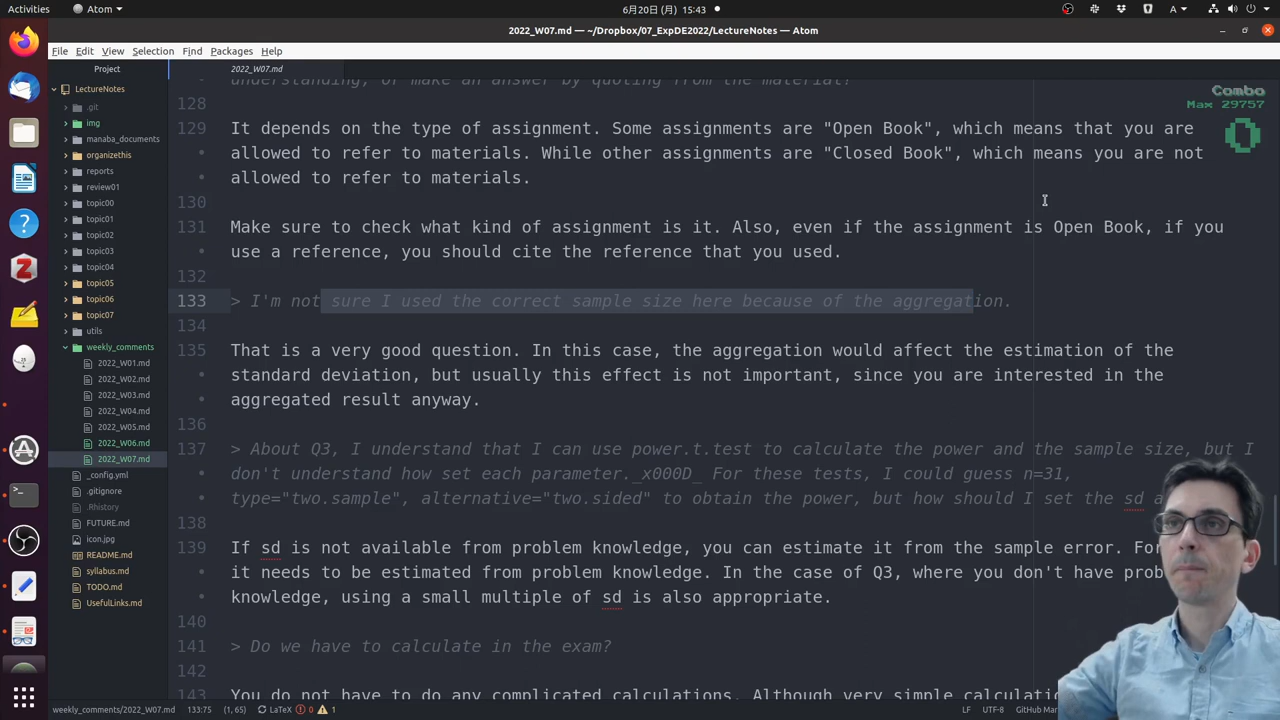 Activities
Atom
6月20日 (月) 15:43
A
2022_W07.md — ~/Dropbox/07_ExpDE2022/LectureNotes — Atom
File Edit View Selection Find Packages Help
Project
2022_W07.md
LectureNotes
.git
img
manaba_documents
organizethis
reports
review01
topic00
topic01
topic02
topic03
topic04
topic05
topic06
topic07
utils
weekly_comments
2022_W01.md
2022_W02.md
2022_W03.md
2022_W04.md
2022_W05.md
2022_W06.md
2022_W07.md
_config.yml
.gitignore
.Rhistory
FUTURE.md
icon.jpg
README.md
syllabus.md
TODO.md
UsefulLinks.md
Combo
Max 29757
0
understanding, or make an answer by quoting from the material?
128
129 It depends on the type of assignment. Some assignments are "Open Book", which means that you are
allowed to refer to materials. While other assignments are "Closed Book", which means you are not
allowed to refer to materials.
130
131 Make sure to check what kind of assignment is it. Also, even if the assignment is Open Book, if you
use a reference, you should cite the reference that you used.
132
133 > I'm not sure I used the correct sample size here because of the aggregation.
134
135 That is a very good question. In this case, the aggregation would affect the estimation of the
standard deviation, but usually this effect is not important, since you are interested in the
aggregated result anyway.
136
137 > About Q3, I understand that I can use power.t.test to calculate the power and the sample size, but I
don't understand how set each parameter._x000D_ For these tests, I could guess n=31,
type="two.sample", alternative="two.sided" to obtain the power, but how should I set the sd
138
139 If sd is not available from problem knowledge, you can estimate it from the sample error. For
it needs to be estimated from problem knowledge. In the case of Q3, where you don't have
knowledge, using a small multiple of sd is also appropriate.
140
141 > Do we have to calculate in the exam?
142
143 You do not have to do any complicated calculations. Although very simple
weekly_comments/2022_W07.md 133:75 (1, 65) LaTeX 0 1 LF UTF-8 GitHub